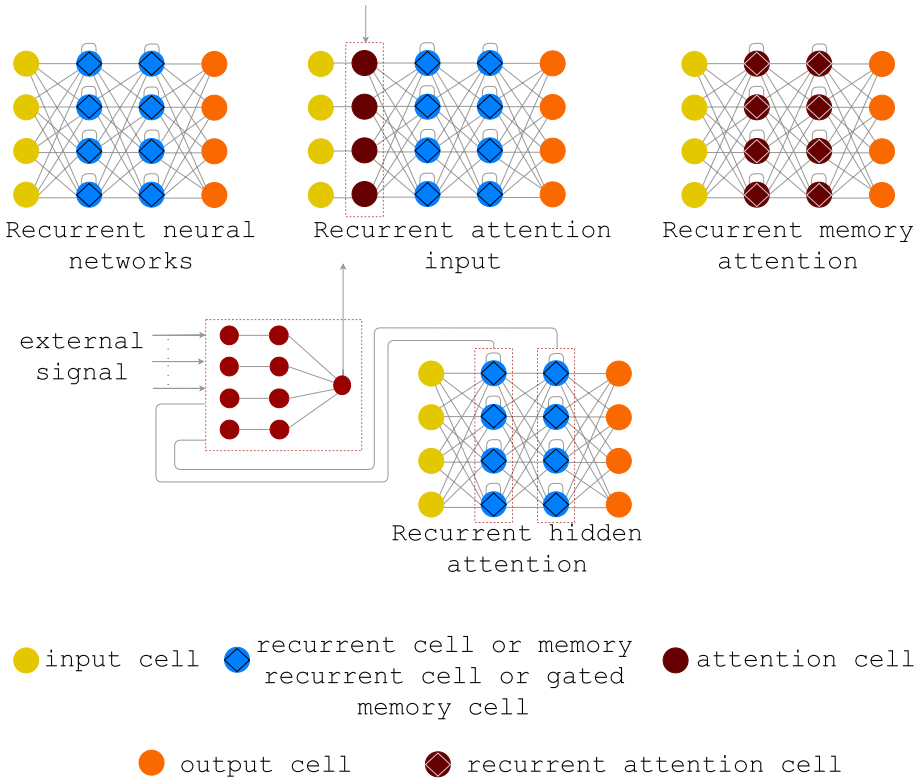 Recurrent neural
networks
Recurrent attention
input
Recurrent memory
attention
external
signal
Recurrent hidden
attention
input cell
recurrent cell or memory
recurrent cell or gated
memory cell
attention cell
output cell
recurrent attention cell